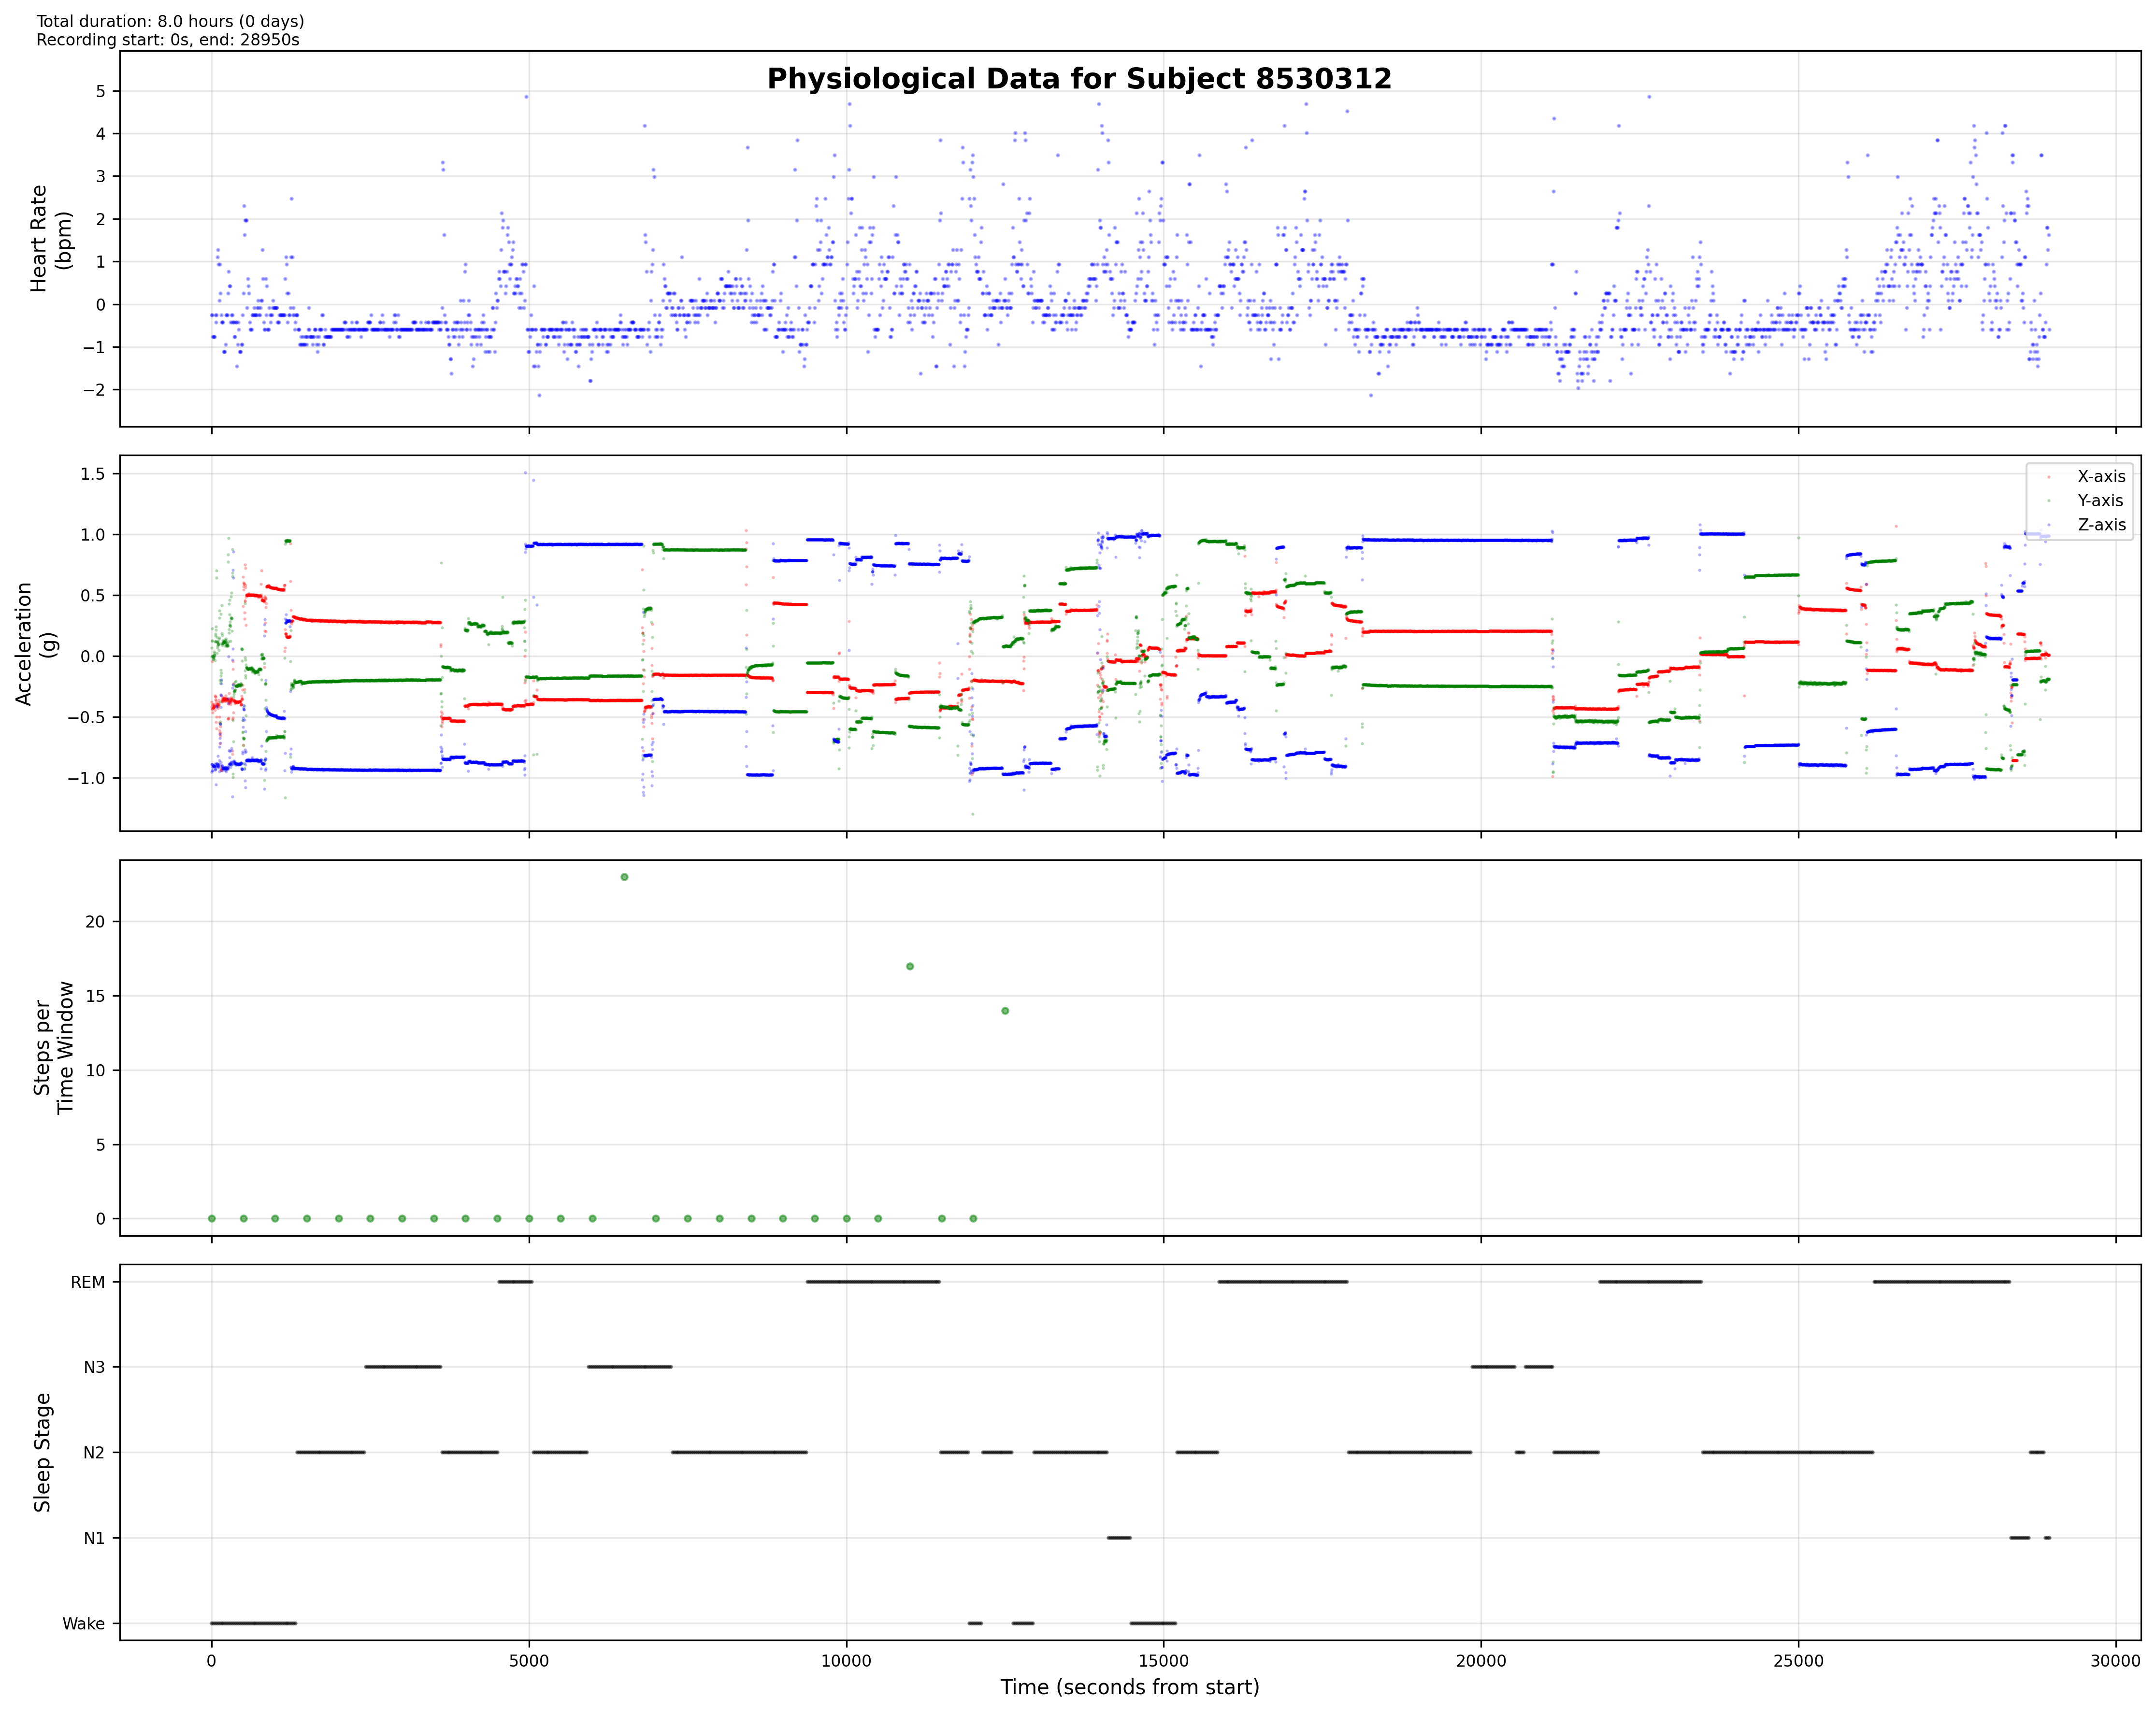 Total duration: 8.0 hours (0 days)
Recording start: 0s, end: 28950s
Physiological Data for Subject 8530312
Heart Rate
(bpm)
5
4
3
2
1
0
−1
−2
Acceleration
(g)
1.5
1.0
0.5
0.0
−0.5
−1.0
X-axis
Y-axis
Z-axis
Steps per
Time Window
20
15
10
5
0
Sleep Stage
REM
N3
N2
N1
Wake
0
5000
10000
15000
20000
25000
30000
Time (seconds from start)